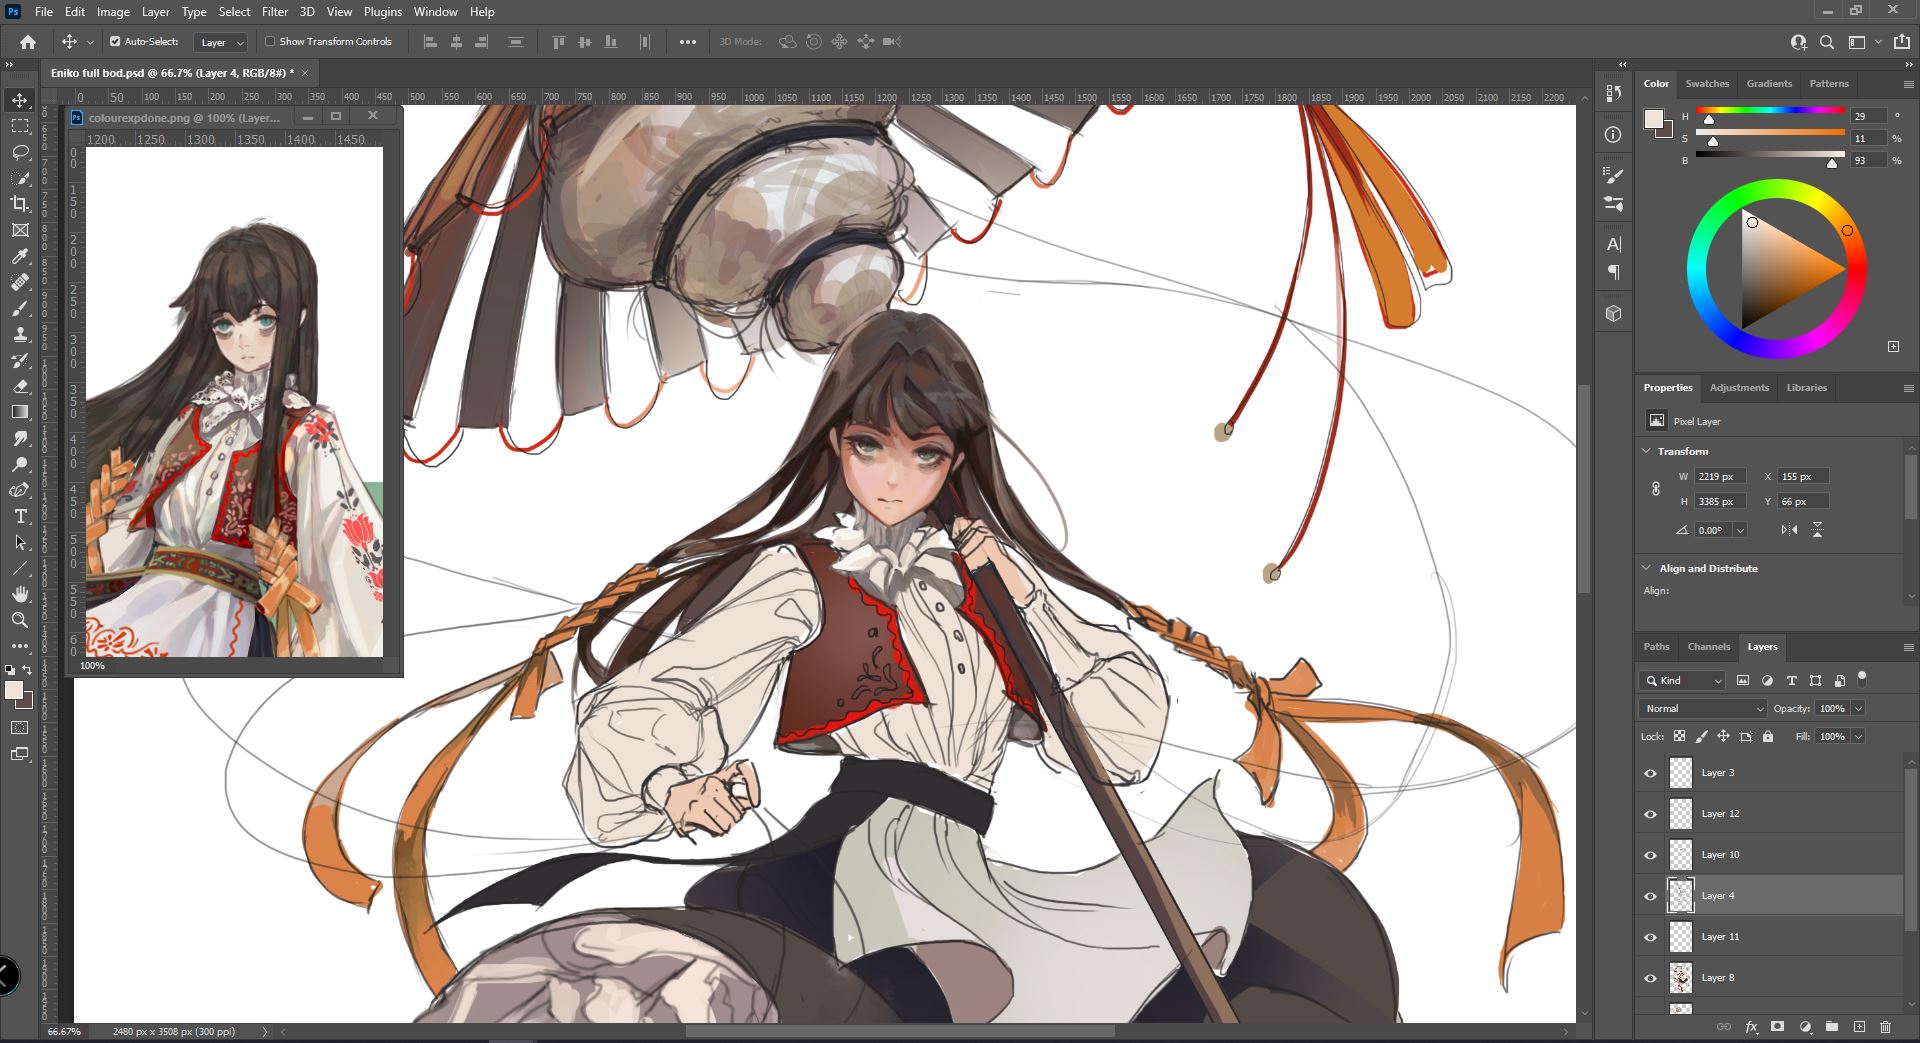 Ps File Edit Image Layer Type Select Filter 3D View Plugins Window Help
Auto-Select: Layer Show Transform Controls 3D Mode:
Eniko full bod.psd @ 66.7% (Layer 4, RGB/8#) *
0 50 100 150 200 250 300 350 400 450 500 550 600 650 700 750 800 850 900 950 1000 1050 1100 1150 1200 1250 1300 1350 1400 1450 1500 1550 1600 1650 1700 1750 1800 1850 1900 1950 2000 2050 2100 2150 2200
Ps colourexpdone.png @ 100% (Layer...
1200 1250 1300 1350 1400 1450
100%
66.67% 2480 px x 3508 px (300 ppi)
Color Swatches Gradients Patterns
H 29 °
S 11 %
B 93 %
Properties Adjustments Libraries
Pixel Layer
Transform
W 2219 px X 155 px
H 3385 px Y 66 px
0.00°
Align and Distribute
Align:
Paths Channels Layers
Kind
Normal Opacity: 100%
Lock: Fill: 100%
Layer 3
Layer 12
Layer 10
Layer 4
Layer 11
Layer 8
fx